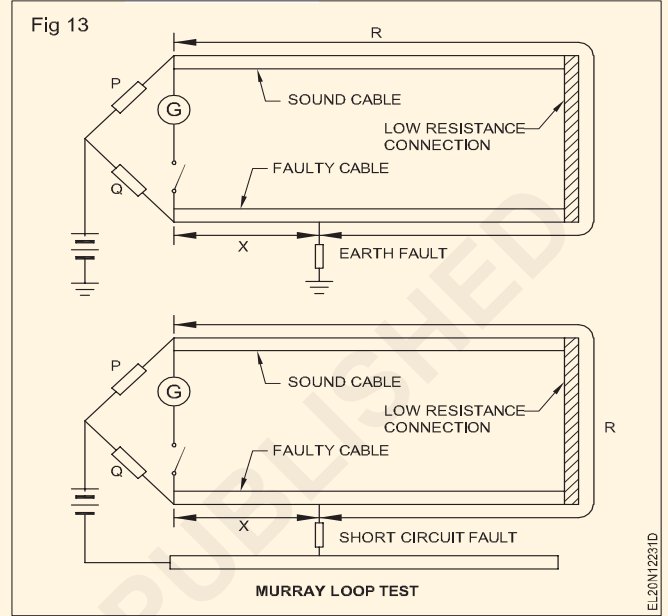 Fig 13
R
P
G
SOUND CABLE
LOW RESISTANCE
CONNECTION
Q
FAULTY CABLE
X
EARTH FAULT
P
G
SOUND CABLE
LOW RESISTANCE
CONNECTION
R
Q
FAULTY CABLE
X
SHORT CIRCUIT FAULT
MURRAY LOOP TEST
EL20N12231D
PUBLISHED